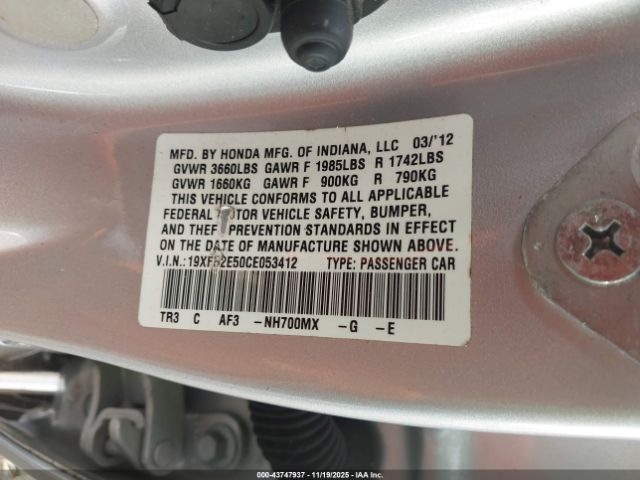 MFD. BY HONDA MFG. OF INDIANA, LLC 03/'12
GVWR 3660LBS GAWR F 1985LBS R 1742LBS
GVWR 1660KG GAWR F 900KG R 790KG
THIS VEHICLE CONFORMS TO ALL APPLICABLE
FEDERAL MOTOR VEHICLE SAFETY, BUMPER,
AND THEFT PREVENTION STANDARDS IN EFFECT
ON THE DATE OF MANUFACTURE SHOWN ABOVE.
V.I.N.: 19XFB2E50CE053412 TYPE: PASSENGER CAR
TR3 C AF3 -NH700MX -G -E
000-43747937 - 11/19/2025 - IAAI.COM